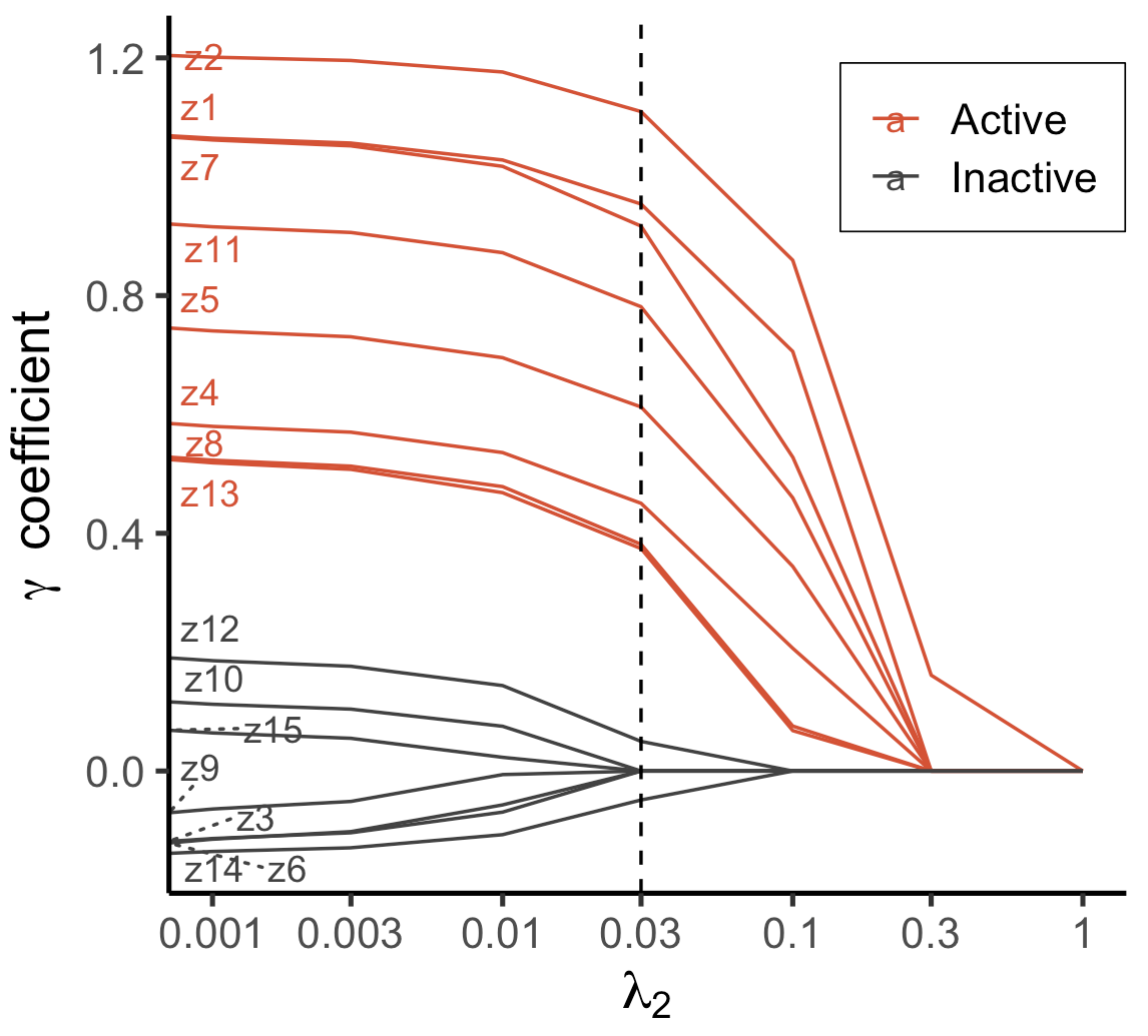 1.2
0.8
0.4
0.0
γ coefficient
z2
z1
z7
z11
z5
z4
z8
z13
z12
z10
z15
z9
z3
z14 z6
a Active
a Inactive
0.001 0.003 0.01 0.03 0.1 0.3 1
λ2